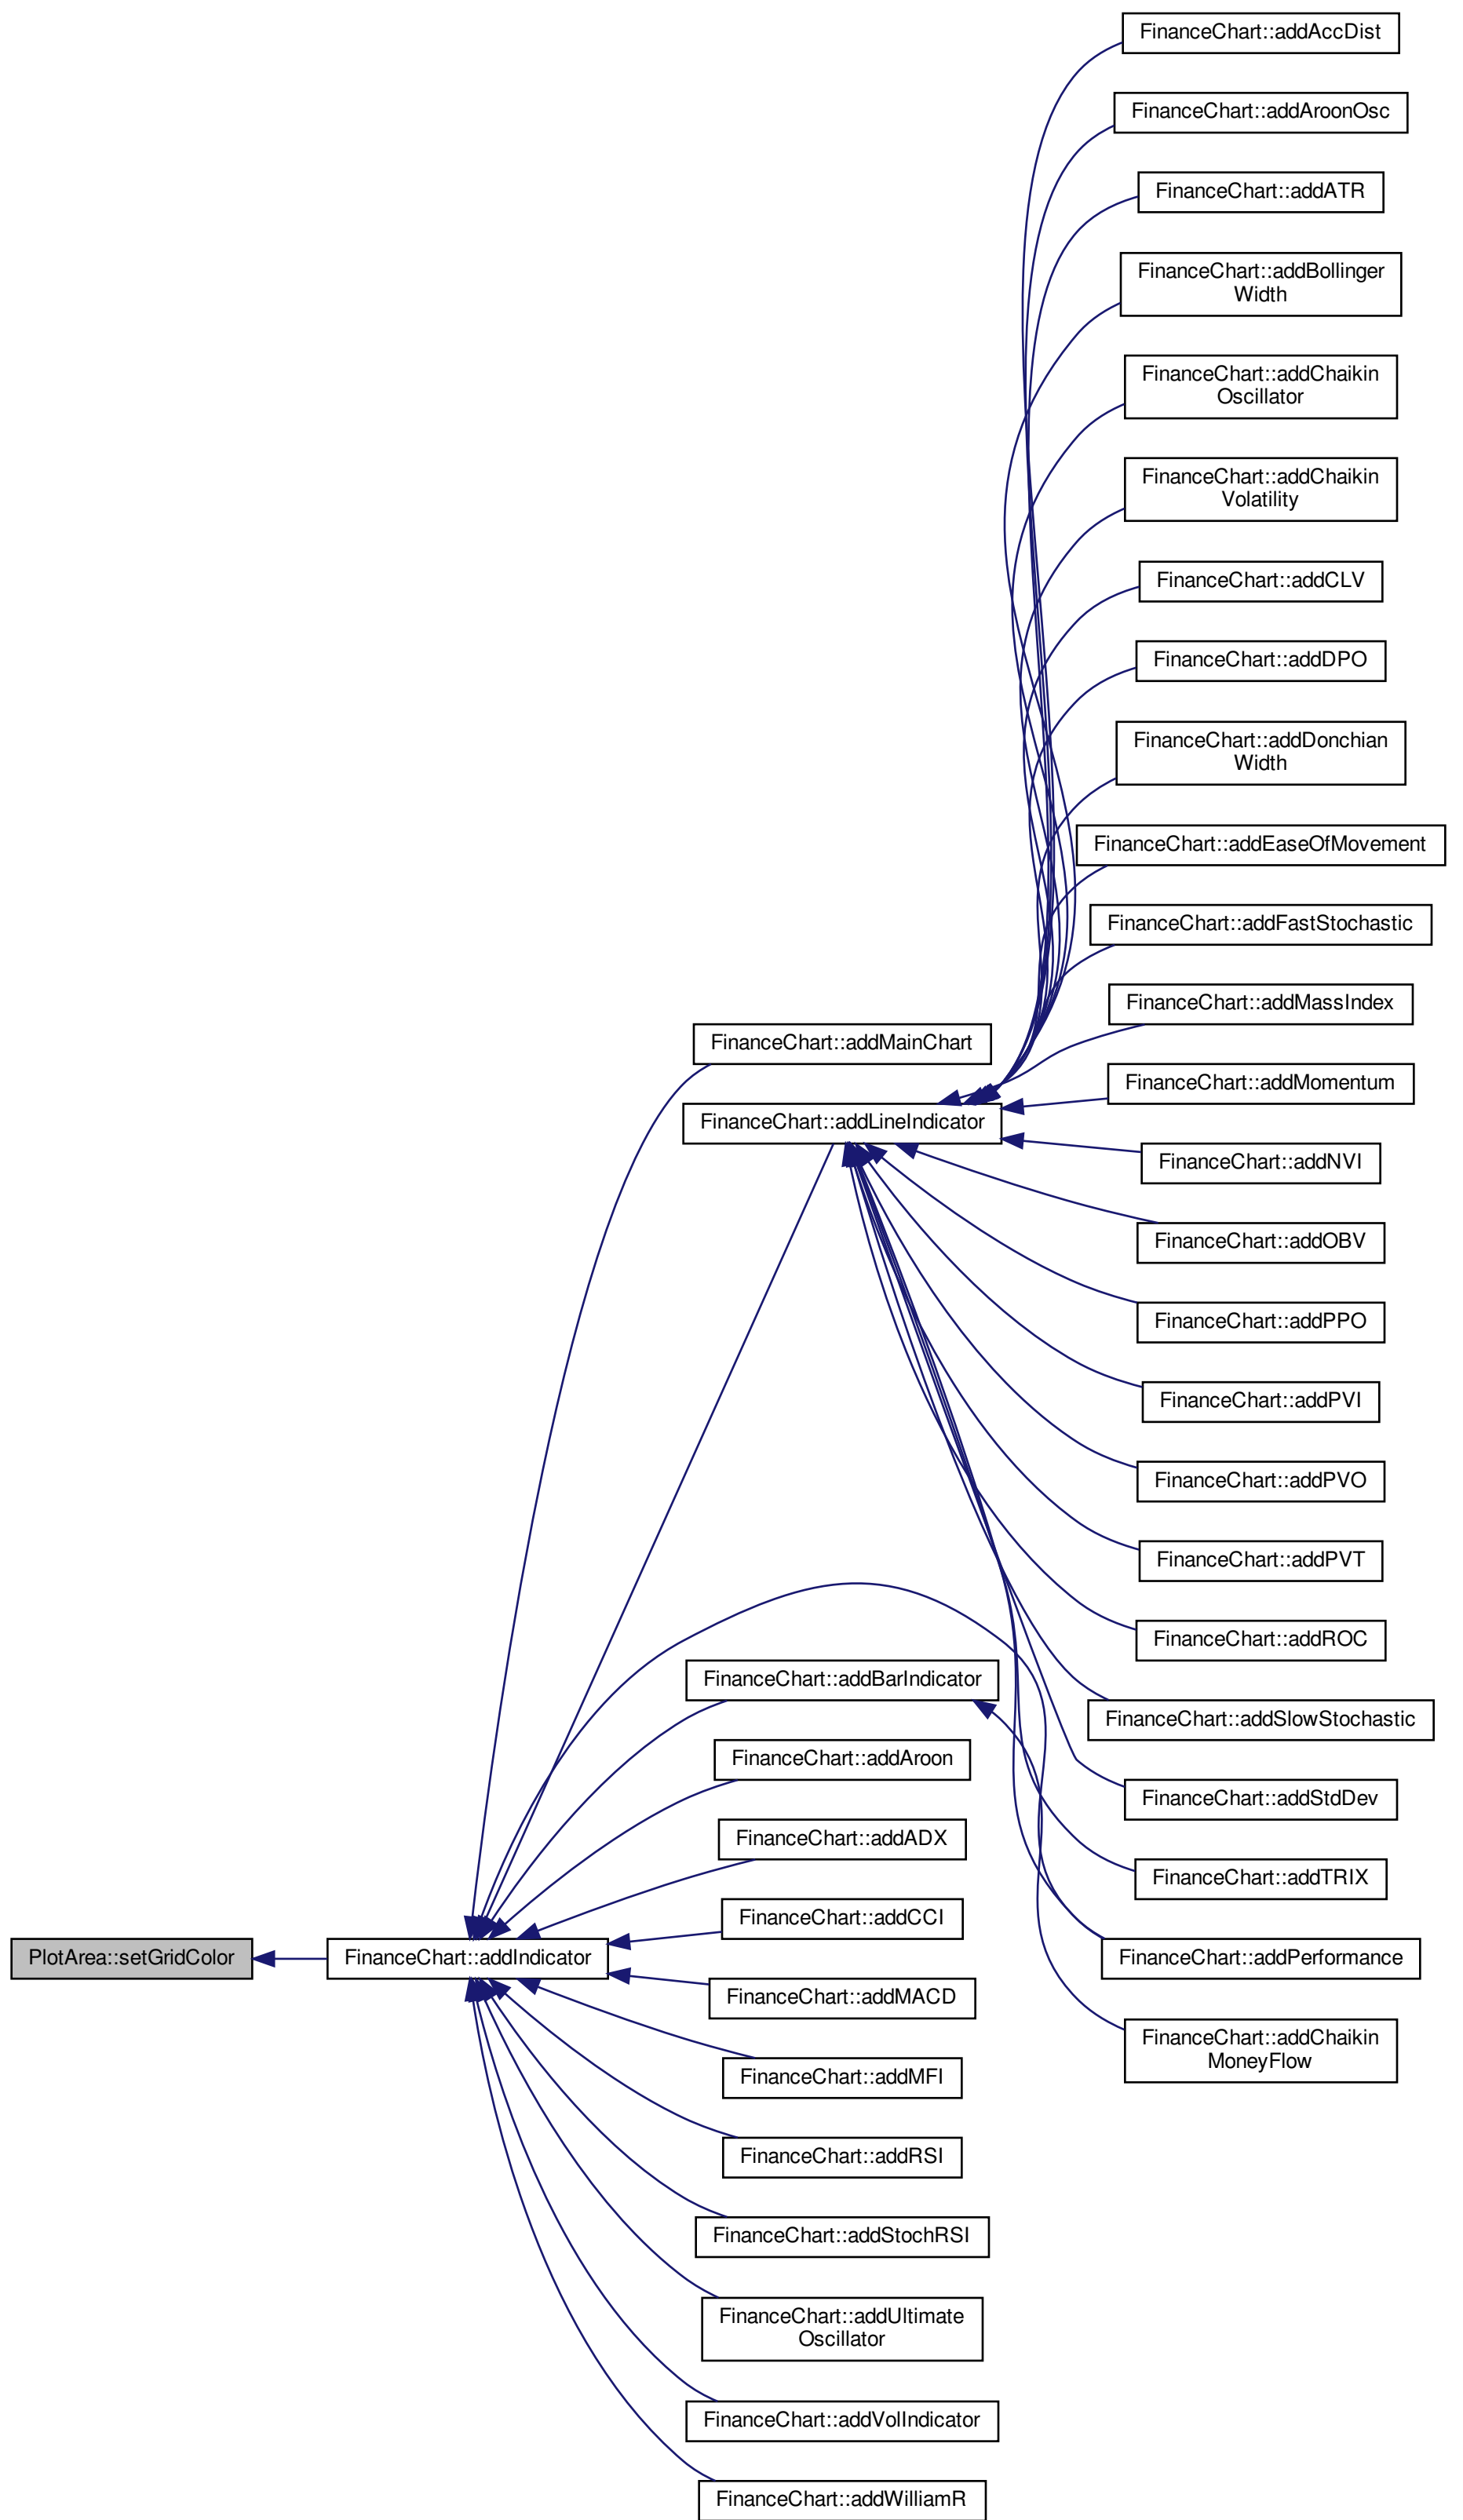 FinanceChart::addAccDist
FinanceChart::addAroonOsc
FinanceChart::addATR
FinanceChart::addBollinger
Width
FinanceChart::addChaikin
Oscillator
FinanceChart::addChaikin
Volatility
FinanceChart::addCLV
FinanceChart::addDPO
FinanceChart::addDonchian
Width
FinanceChart::addEaseOfMovement
FinanceChart::addFastStochastic
FinanceChart::addMassIndex
FinanceChart::addMainChart
FinanceChart::addMomentum
FinanceChart::addLineIndicator
FinanceChart::addNVI
FinanceChart::addOBV
FinanceChart::addPPO
FinanceChart::addPVI
FinanceChart::addPVO
FinanceChart::addPVT
FinanceChart::addROC
FinanceChart::addBarIndicator
FinanceChart::addSlowStochastic
FinanceChart::addAroon
FinanceChart::addStdDev
FinanceChart::addADX
FinanceChart::addTRIX
FinanceChart::addCCI
PlotArea::setGridColor
FinanceChart::addIndicator
FinanceChart::addPerformance
FinanceChart::addMACD
FinanceChart::addChaikin
MoneyFlow
FinanceChart::addMFI
FinanceChart::addRSI
FinanceChart::addStochRSI
FinanceChart::addUltimate
Oscillator
FinanceChart::addVolIndicator
FinanceChart::addWilliamR